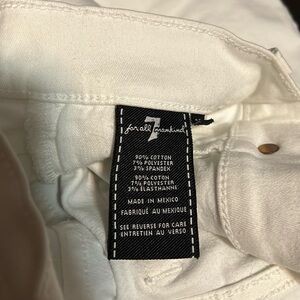 7
for all mankind
90% COTTON
7% POLYESTER
3% SPANDEX
90% COTON
7% POLYESTER
3% ELASTHANNE
MADE IN MEXICO
FABRIQUÉ AU MEXIQUE
SEE REVERSE FOR CARE
ENTRETIEN AU VERSO